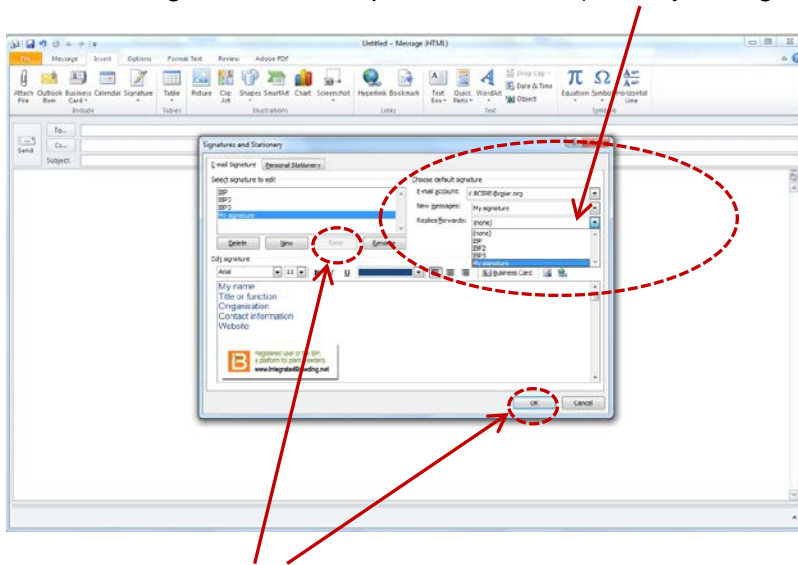 Untitled - Message (HTML)
File Message Insert Options Format Text Review Adobe PDF
Attach File Outlook Item Business Card Calendar Signature Table Picture Clip Art Shapes SmartArt Chart Screenshot Hyperlink Bookmark Text Box Quick Parts WordArt Drop Cap Equation Symbol Horizontal Line
Date & Time
Object
Include Tables Illustrations Links Text Symbols
To...
Cc...
Send
Subject:
Signatures and Stationery
E-mail Signature Personal Stationery
Select signature to edit Choose default signature
IBP
IBP2
IBP3
My signature
E-mail account:
New messages: My signature
Replies/forwards: (none)
(none)
IBP
IBP2
IBP3
My signature
Delete New Save Rename
Edit signature
Arial 11 B U Business Card
My name
Title or function
Organisation
Contact information
Website
B
Registered user of the IBP,
a platform for plant breeders.
www.integratedbreeding.net
OK Cancel